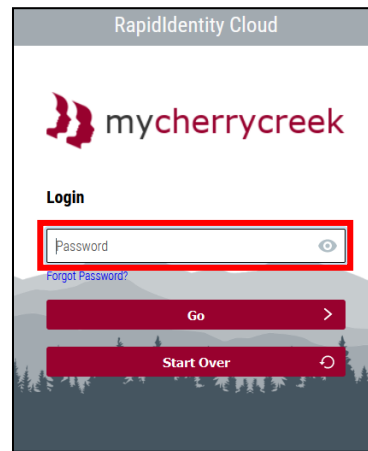 RapidIdentity Cloud
mycherrycreek
Login
Password
Forgot Password?
Go
Start Over